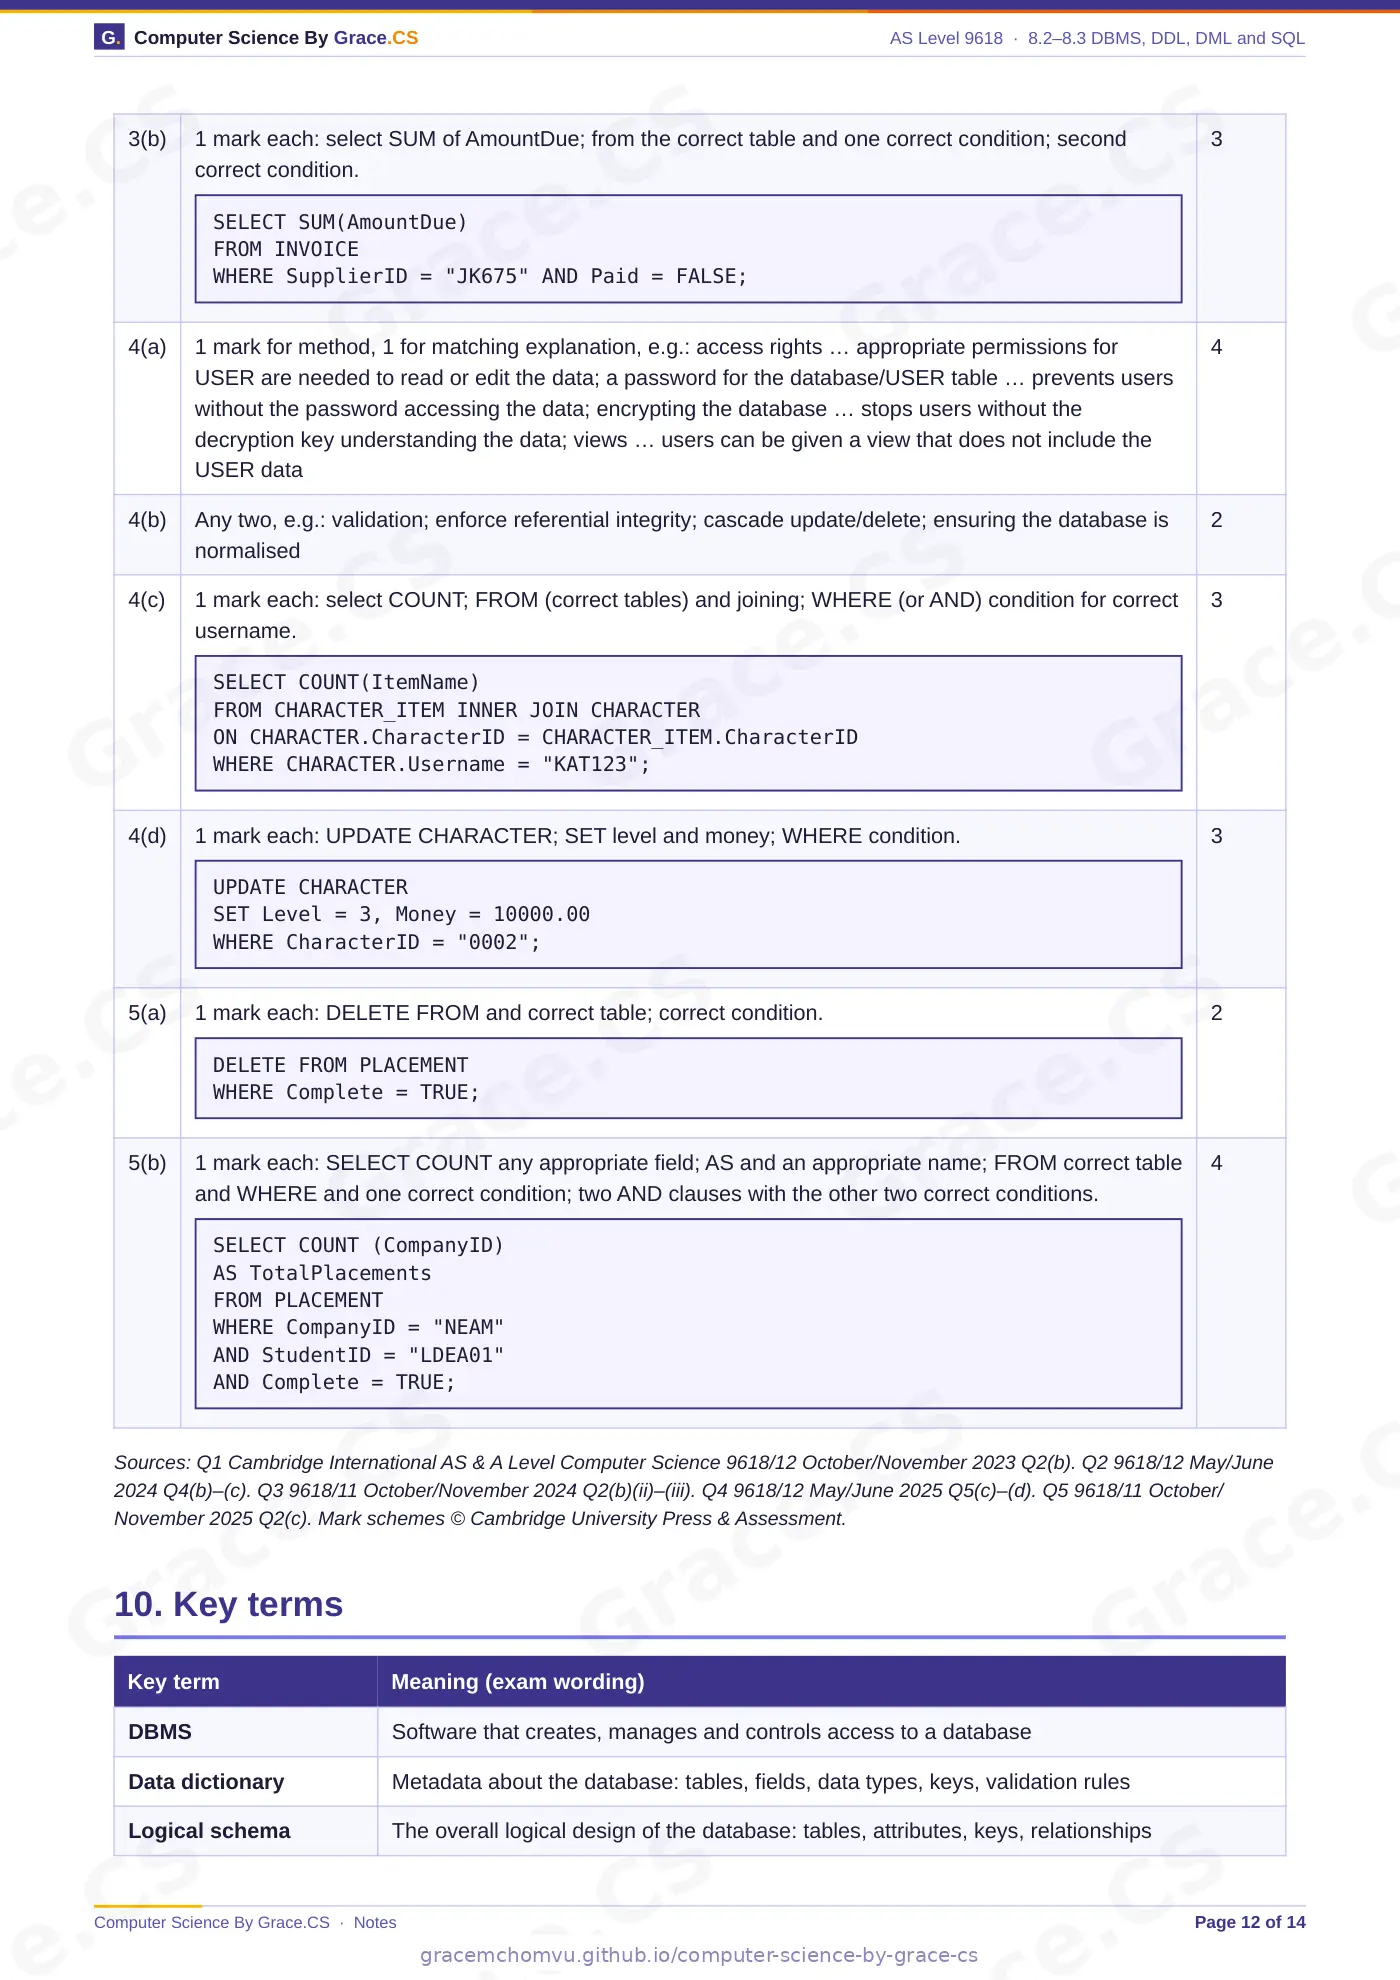 G. Computer Science By Grace.CS
AS Level 9618 · 8.2–8.3 DBMS, DDL, DML and SQL
3(b) 1 mark each: select SUM of AmountDue; from the correct table and one correct condition; second 3
correct condition.
SELECT SUM(AmountDue)
FROM INVOICE
WHERE SupplierID = "JK675" AND Paid = FALSE;
4(a) 1 mark for method, 1 for matching explanation, e.g.: access rights … appropriate permissions for 4
USER are needed to read or edit the data; a password for the database/USER table … prevents users
without the password accessing the data; encrypting the database … stops users without the
decryption key understanding the data; views … users can be given a view that does not include the
USER data
4(b) Any two, e.g.: validation; enforce referential integrity; cascade update/delete; ensuring the database is 2
normalised
4(c) 1 mark each: select COUNT; FROM (correct tables) and joining; WHERE (or AND) condition for correct 3
username.
SELECT COUNT(ItemName)
FROM CHARACTER_ITEM INNER JOIN CHARACTER
ON CHARACTER.CharacterID = CHARACTER_ITEM.CharacterID
WHERE CHARACTER.Username = "KAT123";
4(d) 1 mark each: UPDATE CHARACTER; SET level and money; WHERE condition. 3
UPDATE CHARACTER
SET Level = 3, Money = 10000.00
WHERE CharacterID = "0002";
5(a) 1 mark each: DELETE FROM and correct table; correct condition. 2
DELETE FROM PLACEMENT
WHERE Complete = TRUE;
5(b) 1 mark each: SELECT COUNT any appropriate field; AS and an appropriate name; FROM correct table 4
and WHERE and one correct condition; two AND clauses with the other two correct conditions.
SELECT COUNT (CompanyID)
AS TotalPlacements
FROM PLACEMENT
WHERE CompanyID = "NEAM"
AND StudentID = "LDEA01"
AND Complete = TRUE;
Sources: Q1 Cambridge International AS & A Level Computer Science 9618/12 October/November 2023 Q2(b). Q2 9618/12 May/June
2024 Q4(b)–(c). Q3 9618/11 October/November 2024 Q2(b)(ii)–(iii). Q4 9618/12 May/June 2025 Q5(c)–(d). Q5 9618/11 October/
November 2025 Q2(c). Mark schemes © Cambridge University Press & Assessment.
10. Key terms
Key term Meaning (exam wording)
DBMS Software that creates, manages and controls access to a database
Data dictionary Metadata about the database: tables, fields, data types, keys, validation rules
Logical schema The overall logical design of the database: tables, attributes, keys, relationships
Computer Science By Grace.CS · Notes
Page 12 of 14
gracemchomvu.github.io/computer-science-by-grace-cs